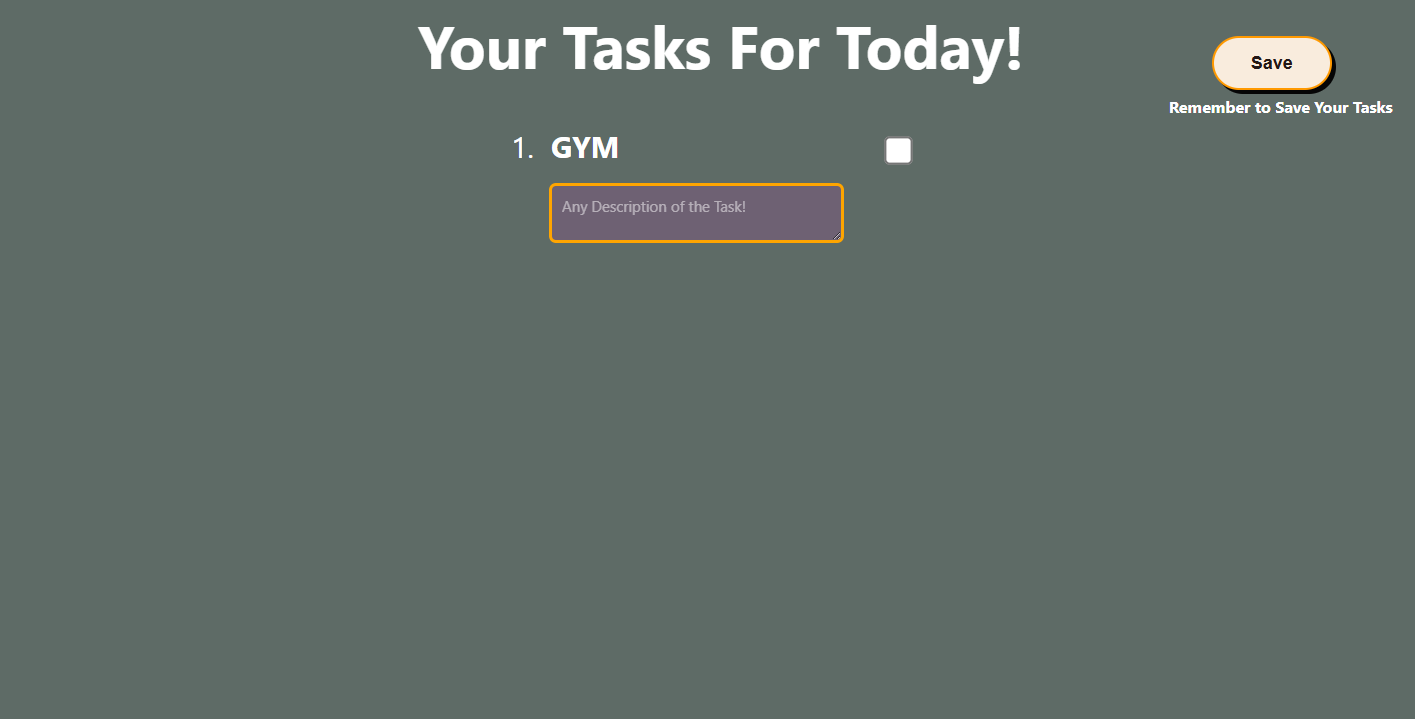 Your Tasks For Today!
Save
Remember to Save Your Tasks
1. GYM
Any Description of the Task!